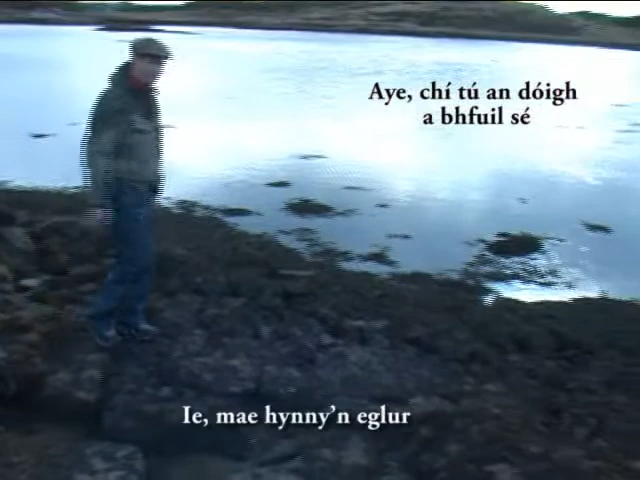 Aye, chí tú an dóigh
a bhfuil sé
Ie, mae hynny'n eglur